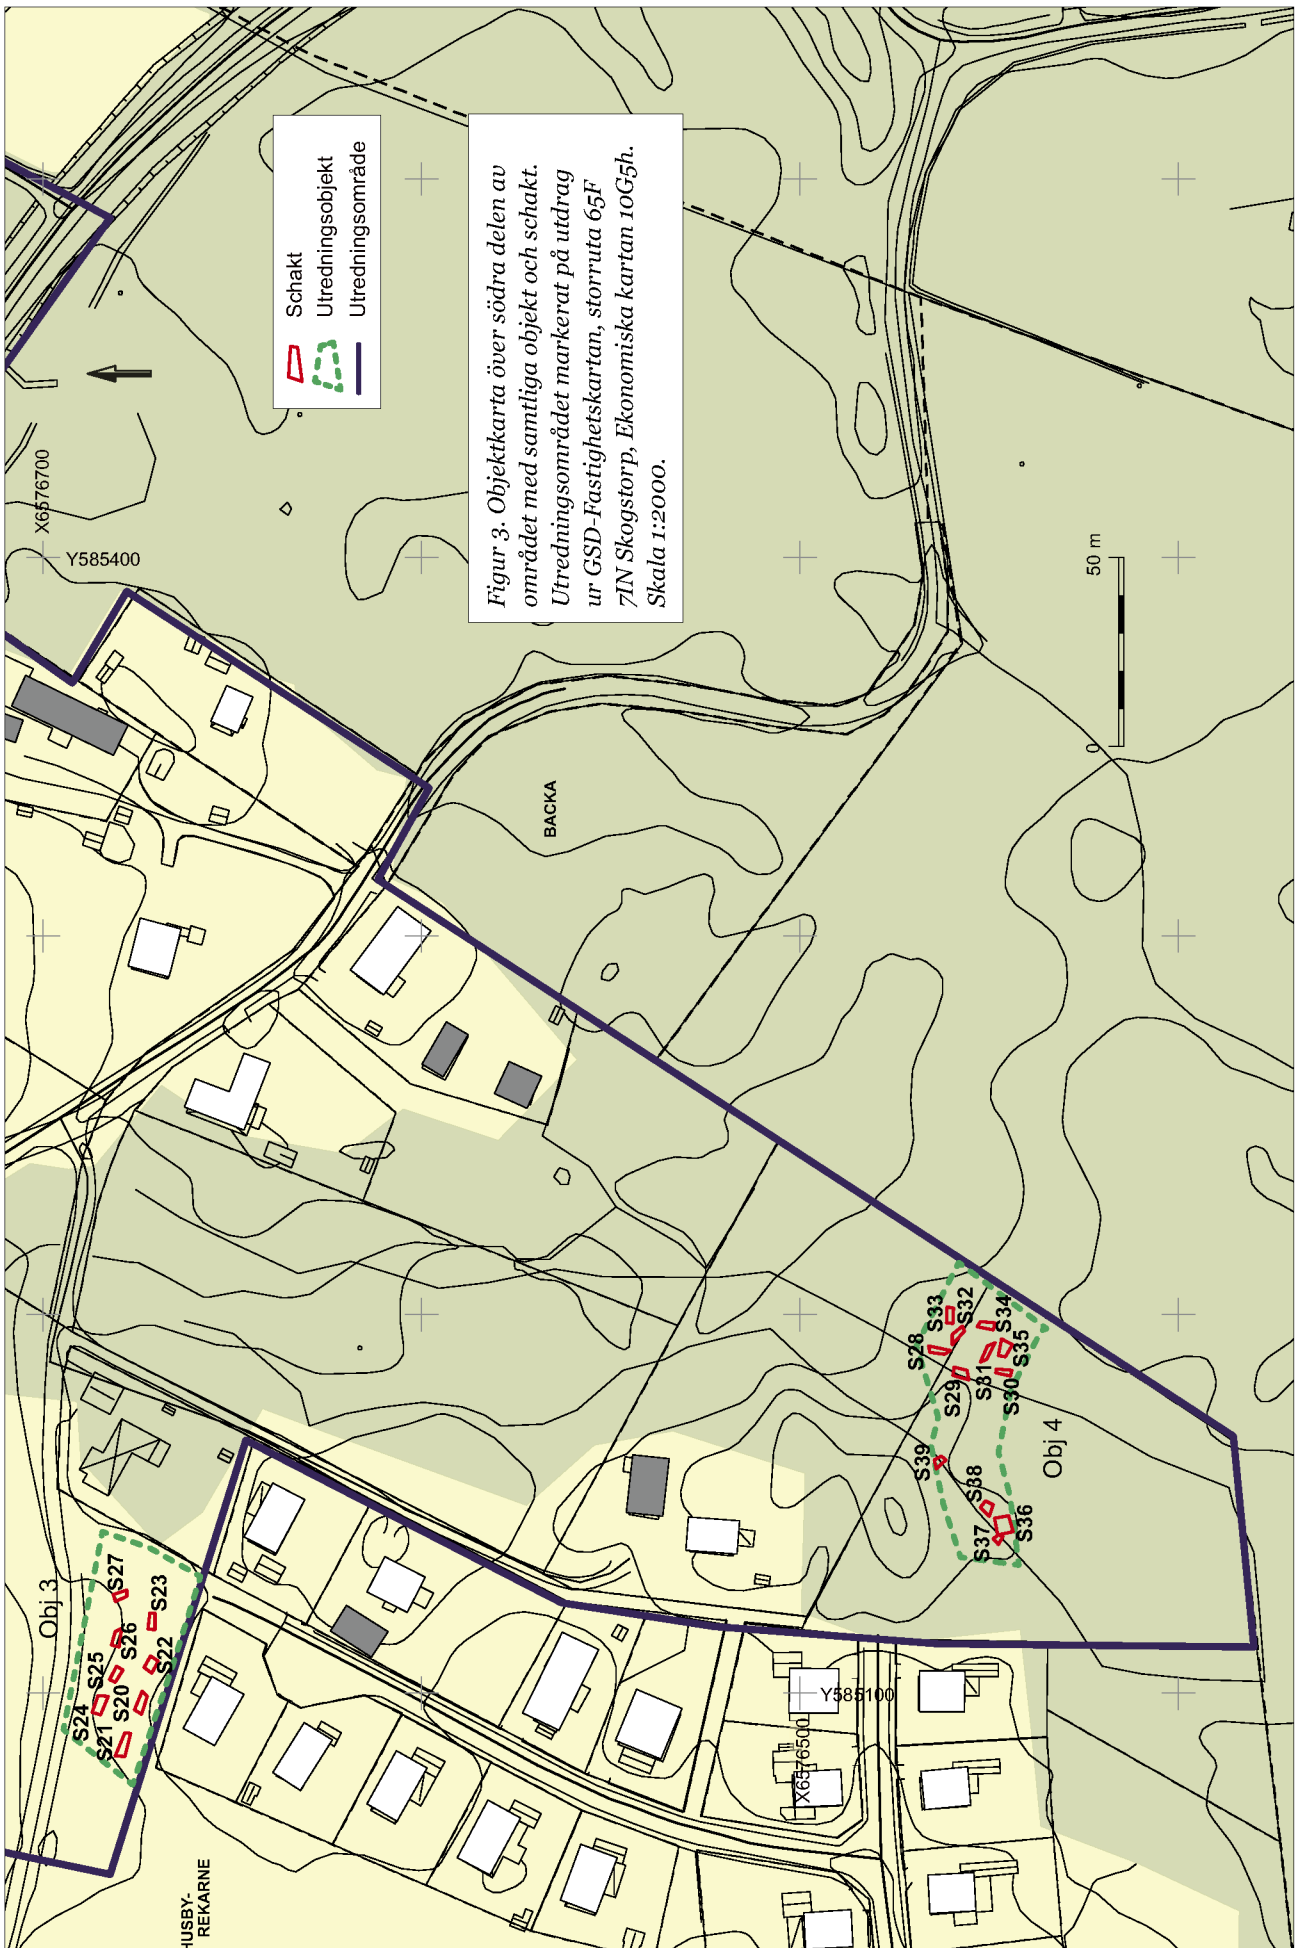 Figur 3. Objektkarta över södra delen av
området med samtliga objekt och schakt.
Utredningsområdet markerat på utdrag
ur GSD-Fastighetskartan, storruta 65F
7IN Skogstorp, Ekonomiska kartan 10G5h.
Skala 1:2000.
Schakt
Utredningsobjekt
Utredningsområde
X6576700
Y585400
BACKA
0
50 m
Obj 3
S24
S25
S21
S20
S26
S27
S22
S23
HUSBY-
REKARNE
Obj 4
S28
S33
S32
S29
S31
S34
S35
S30
S39
S38
S37
S36
Y585100
X6576500